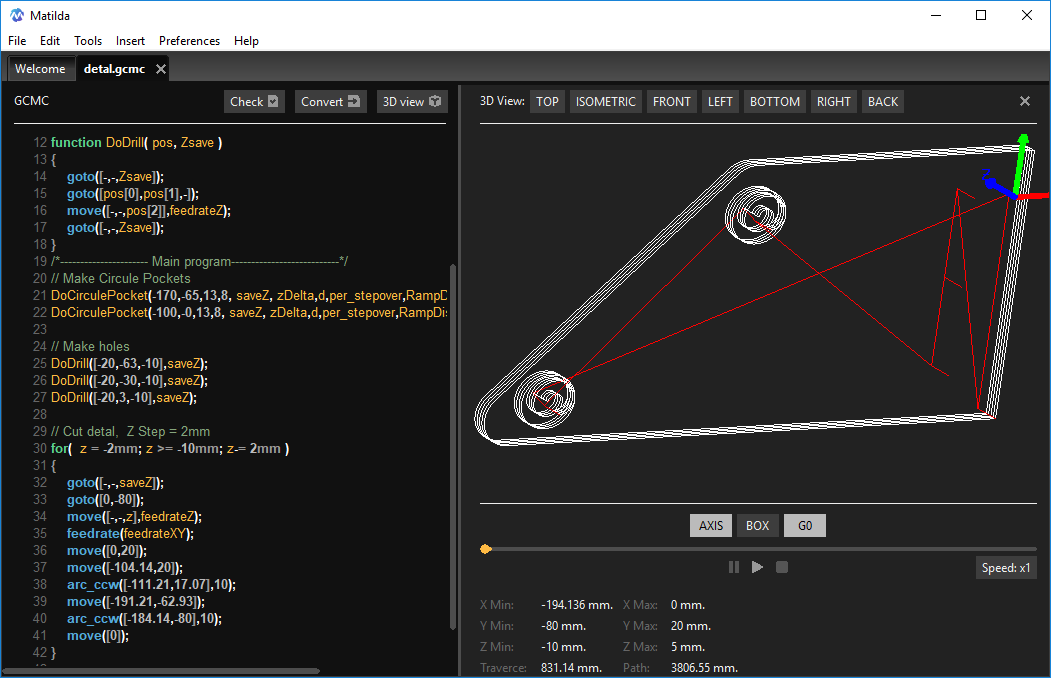 Matilda
File Edit Tools Insert Preferences Help
Welcome detal.gcmc
GCMC Check Convert 3D view
12 function DoDrill( pos, Zsave )
13 {
14 goto([-,-,Zsave]);
15 goto([pos[0],pos[1],-]);
16 move([-,-,pos[2]],feedrateZ);
17 goto([-,-,Zsave]);
18 }
19 /*---------------------- Main program---------------------------*/
20 // Make Circule Pockets
21 DoCirculePocket(-170,-65,13,8, saveZ, zDelta,d,per_stepover,RampD
22 DoCirculePocket(-100,-0,13,8, saveZ, zDelta,d,per_stepover,RampDis
23
24 // Make holes
25 DoDrill([-20,-63,-10],saveZ);
26 DoDrill([-20,-30,-10],saveZ);
27 DoDrill([-20,3,-10],saveZ);
28
29 // Cut detal, Z Step = 2mm
30 for( z = -2mm; z >= -10mm; z-= 2mm )
31 {
32 goto([-,-,saveZ]);
33 goto([0,-80]);
34 move([-,-,z],feedrateZ);
35 feedrate(feedrateXY);
36 move([0,20]);
37 move([-104.14,20]);
38 arc_ccw([-111.21,17.07],10);
39 move([-191.21,-62.93]);
40 arc_ccw([-184.14,-80],10);
41 move([0]);
42 }
3D View: TOP ISOMETRIC FRONT LEFT BOTTOM RIGHT BACK
AXIS BOX G0
Speed: x1
X Min: -194.136 mm. X Max: 0 mm.
Y Min: -80 mm. Y Max: 20 mm.
Z Min: -10 mm. Z Max: 5 mm.
Traverce: 831.14 mm. Path: 3806.55 mm.